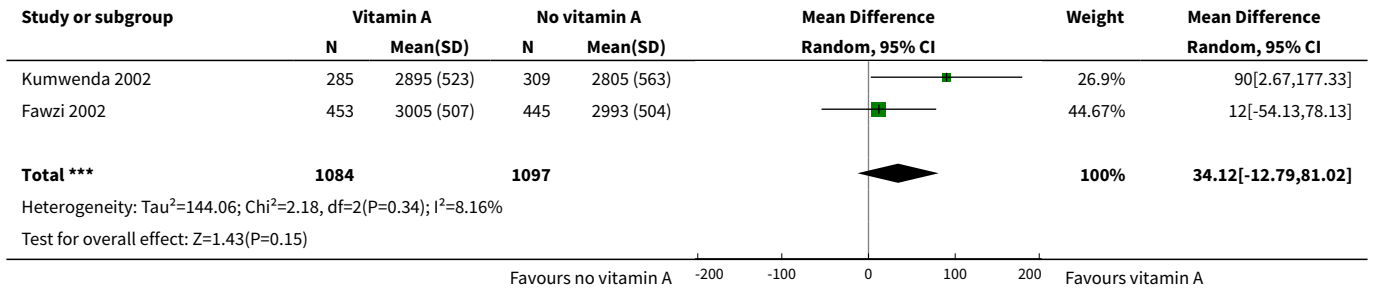 Study or subgroup Vitamin A No vitamin A Mean Difference Weight Mean Difference
N Mean(SD) N Mean(SD) Random, 95% CI Random, 95% CI
Kumwenda 2002 285 2895 (523) 309 2805 (563) 26.9% 90[2.67,177.33]
Fawzi 2002 453 3005 (507) 445 2993 (504) 44.67% 12[-54.13,78.13]
Total *** 1084 1097 100% 34.12[-12.79,81.02]
Heterogeneity: Tau²=144.06; Chi²=2.18, df=2(P=0.34); I²=8.16%
Test for overall effect: Z=1.43(P=0.15)
Favours no vitamin A -200 -100 0 100 200 Favours vitamin A